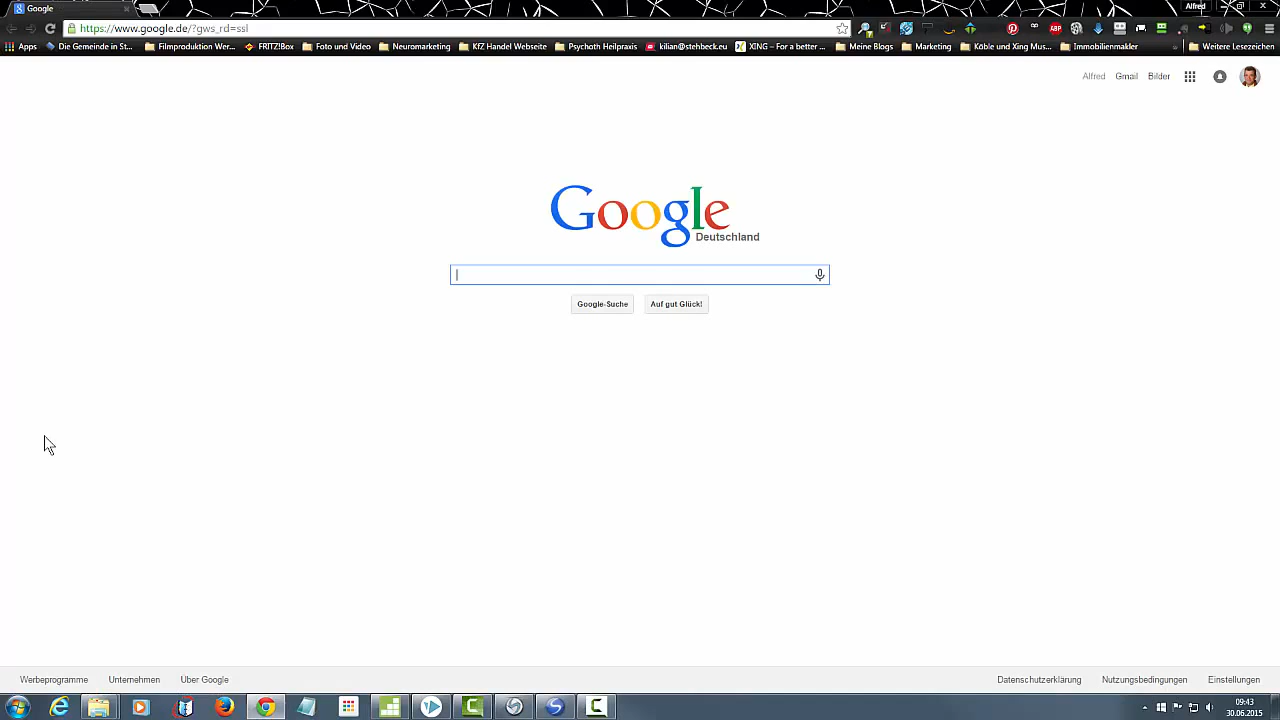 Google
Alfred
https://www.google.de/?gws_rd=ssl
Apps
Die Gemeinde in St...
Filmproduktion Wer...
FRITZ!Box
Foto und Video
Neuromarketing
KfZ Handel Webseite
Psychoth Heilpraxis
kilian@stehbeck.eu
XING – For a better ...
Meine Blogs
Marketing
Köble und Xing Mus...
Immobilienmakler
Weitere Lesezeichen
Alfred Gmail Bilder
Google
Deutschland
Google-Suche
Auf gut Glück!
Werbeprogramme
Unternehmen
Über Google
Datenschutzerklärung
Nutzungsbedingungen
Einstellungen
09:43
30.06.2015